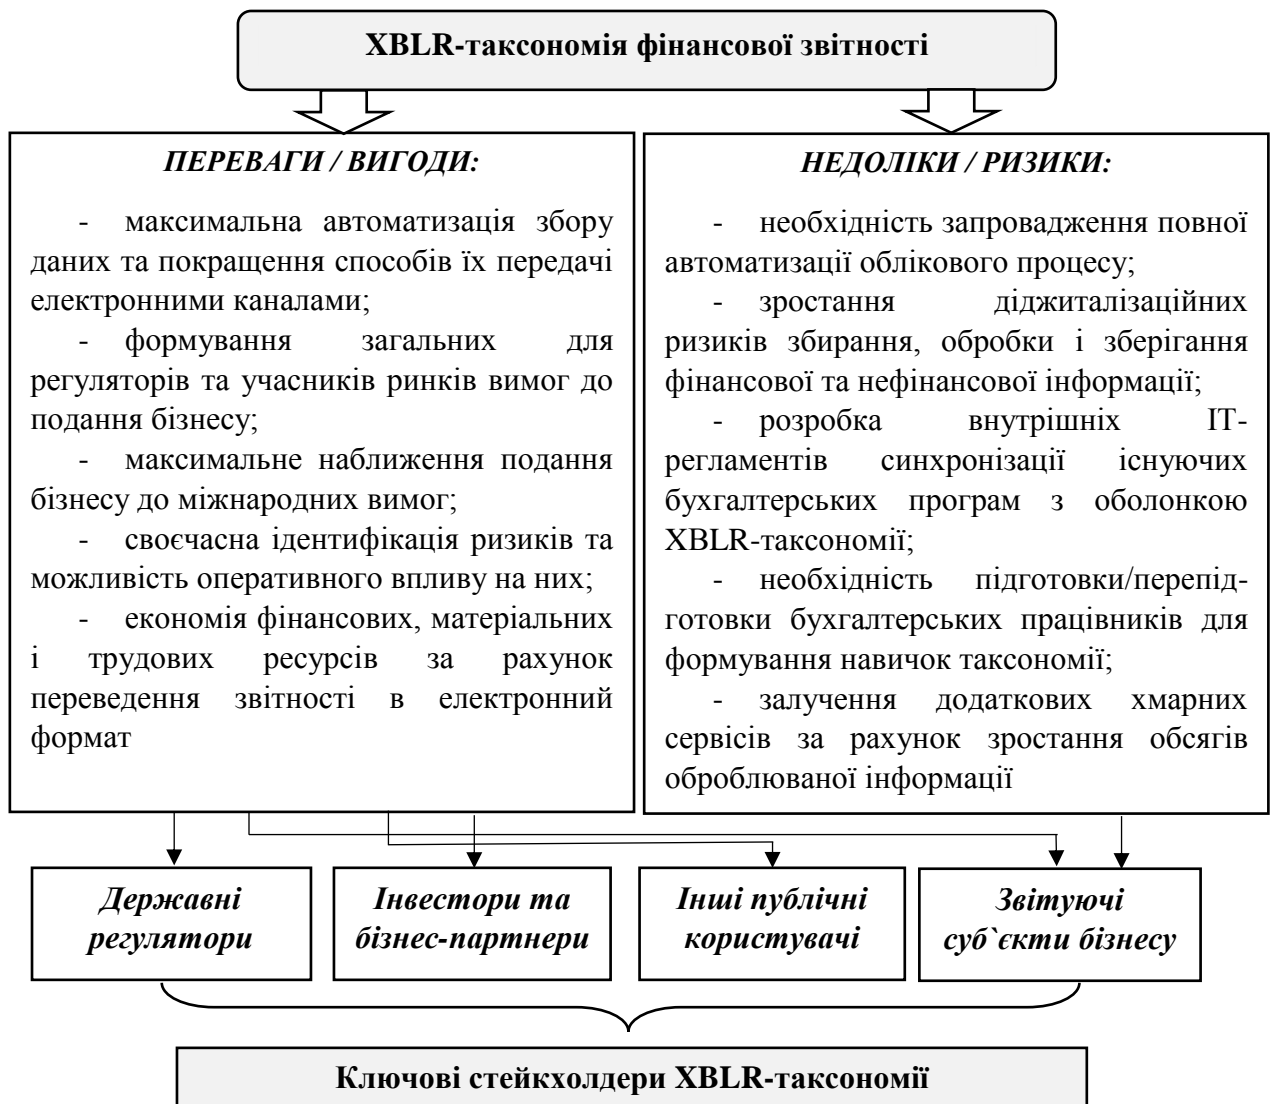 XBLR-таксономія фінансової звітності
ПЕРЕВАГИ / ВИГОДИ:
- максимальна автоматизація збору
даних та покращення способів їх передачі
електронними каналами;
- формування загальних для
регуляторів та учасників ринків вимог до
подання бізнесу;
- максимальне наближення подання
бізнесу до міжнародних вимог;
- своєчасна ідентифікація ризиків та
можливість оперативного впливу на них;
- економія фінансових, матеріальних
і трудових ресурсів за рахунок
переведення звітності в електронний
формат
НЕДОЛІКИ / РИЗИКИ:
- необхідність запровадження повної
автоматизації облікового процесу;
- зростання діджиталізаційних
ризиків збирання, обробки і зберігання
фінансової та нефінансової інформації;
- розробка внутрішніх ІТ-
регламентів синхронізації існуючих
бухгалтерських програм з оболонкою
XBLR-таксономії;
- необхідність підготовки/перепід-
готовки бухгалтерських працівників для
формування навичок таксономії;
- залучення додаткових хмарних
сервісів за рахунок зростання обсягів
оброблюваної інформації
Державні
регулятори
Інвестори та
бізнес-партнери
Інші публічні
користувачі
Звітуючі
суб`єкти бізнесу
Ключові стейкхолдери XBLR-таксономії